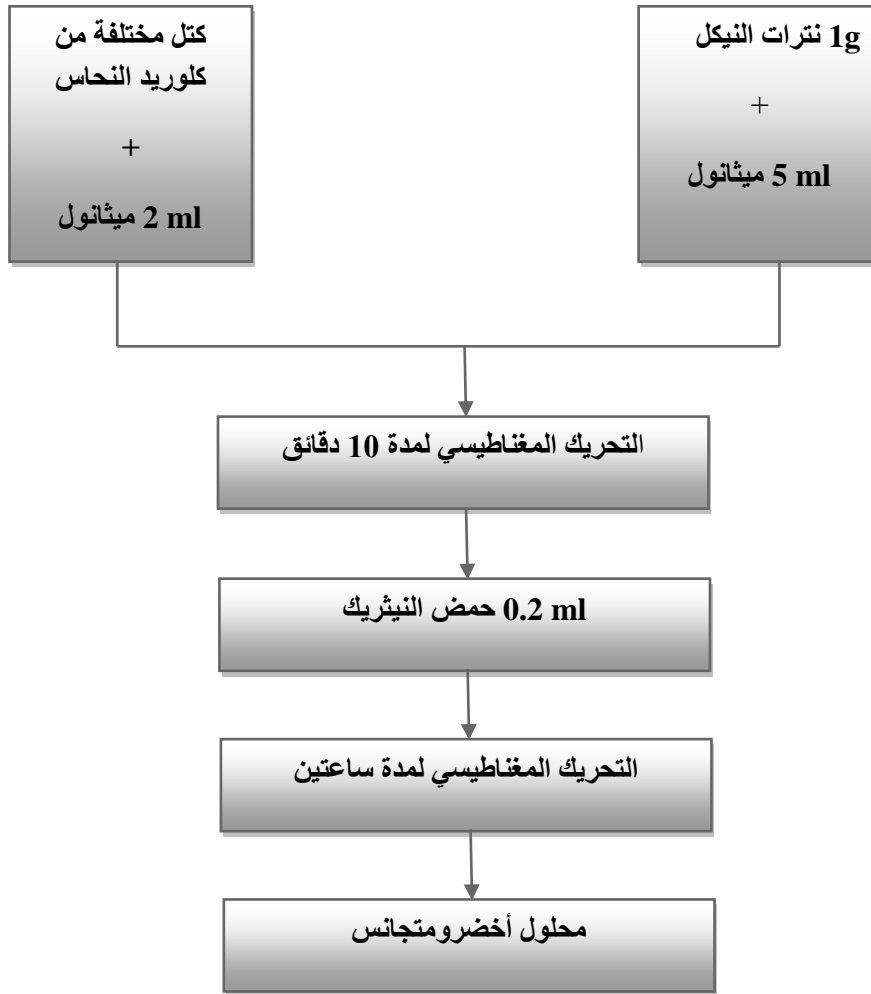 1g نترات النيكل
+
5 ml ميثانول
كتل مختلفة من
كلوريد النحاس
+
2 ml ميثانول
التحريك المغناطيسي لمدة 10 دقائق
0.2 ml حمض النيثريك
التحريك المغناطيسي لمدة ساعتين
محلول أخضرومتجانس